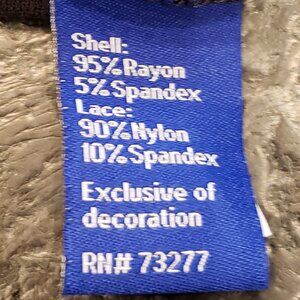 Shell:
95%Rayon
5%Spandex
Lace:
90%Nylon
10%Spandex
Exclusive of
decoration
RN# 73277